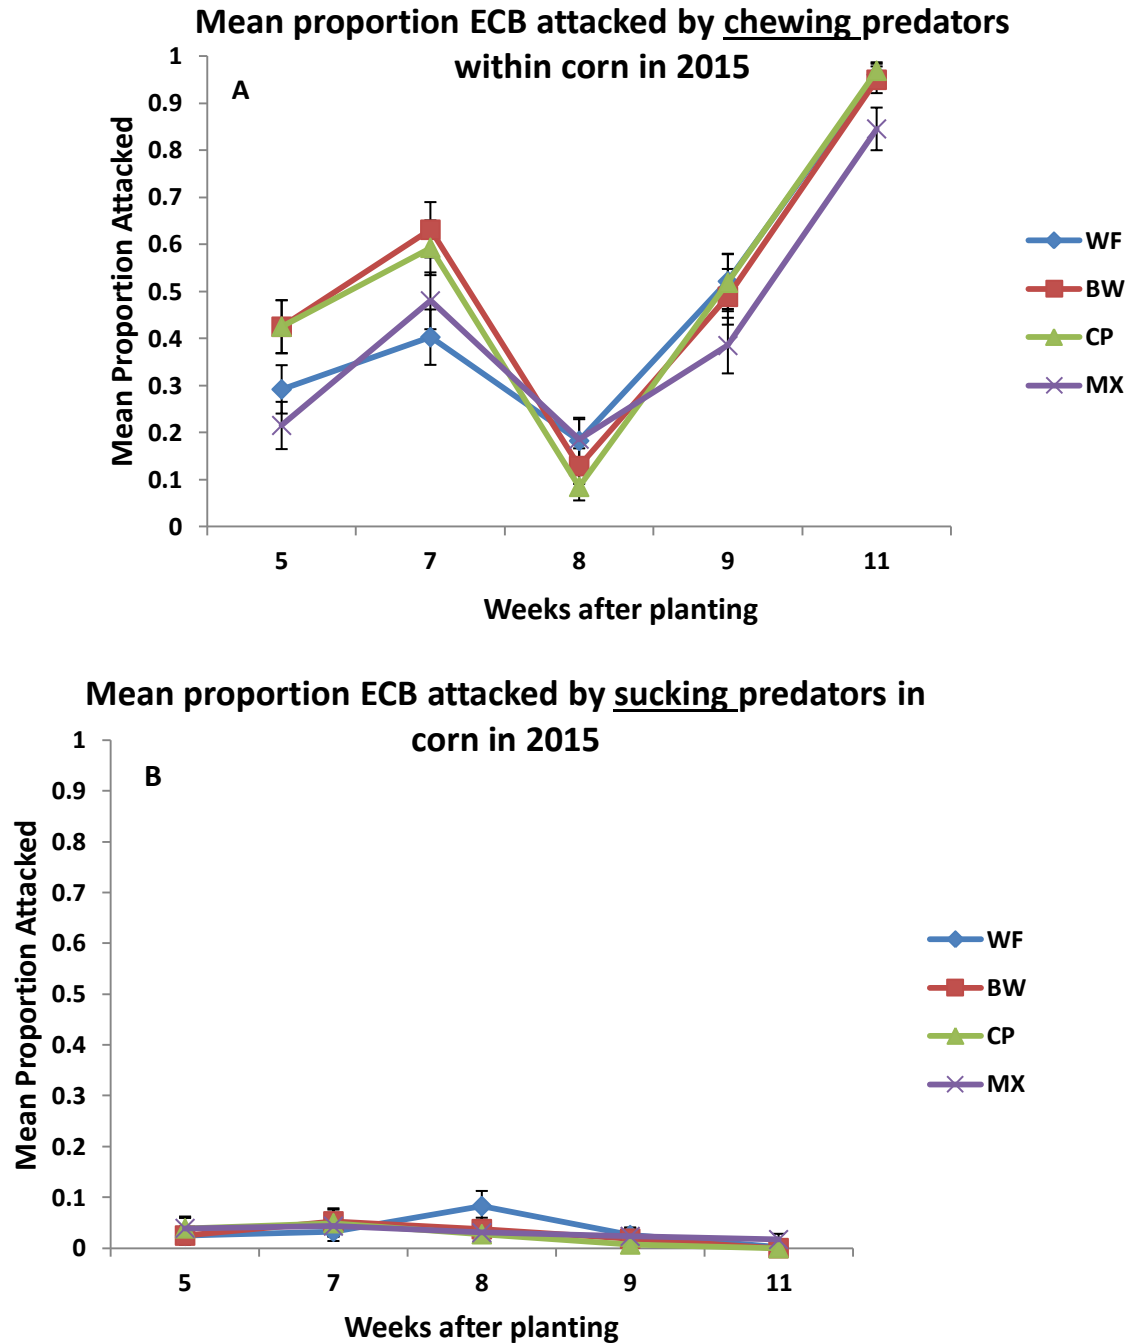 Mean proportion ECB attacked by chewing predators
within corn in 2015
A
Mean Proportion Attacked
1
0.9
0.8
0.7
0.6
0.5
0.4
0.3
0.2
0.1
0
5 7 8 9 11
Weeks after planting
WF
BW
CP
MX
Mean proportion ECB attacked by sucking predators in
corn in 2015
B
Mean Proportion Attacked
1
0.9
0.8
0.7
0.6
0.5
0.4
0.3
0.2
0.1
0
5 7 8 9 11
Weeks after planting
WF
BW
CP
MX